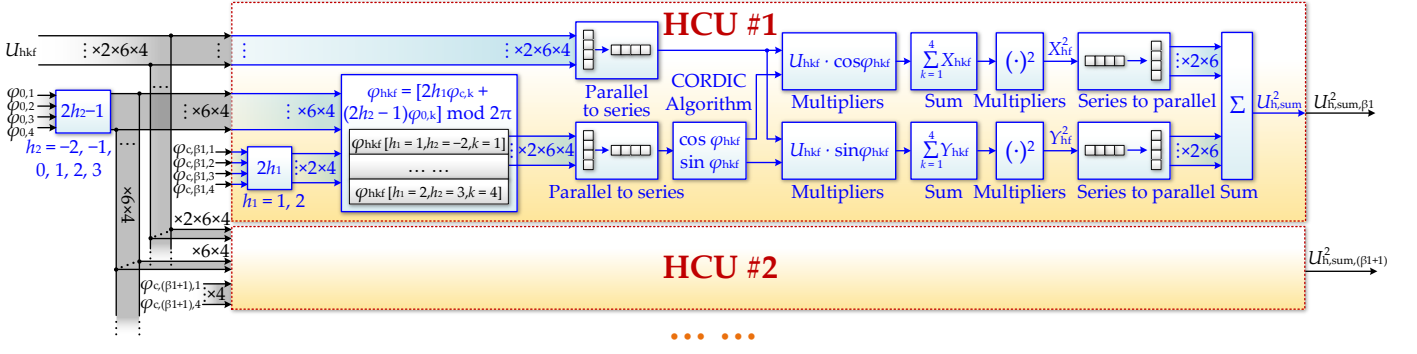 HCU #1
U_hkf
⋮×2×6×4
⋮
⋮
⋮×2×6×4
Parallel
to series
φ_0,1
φ_0,2
φ_0,3
φ_0,4
2h₂−1
h₂ = −2, −1,
0, 1, 2, 3
⋮×6×4
⋮×6×4
φ_hkf = [2h₁φ_c,k +
(2h₂ − 1)φ_0,k] mod 2π
φ_hkf [h₁ = 1,h₂ = −2,k = 1]
... ...
φ_hkf [h₁ = 2,h₂ = 3,k = 4]
φ_c,β1,1
φ_c,β1,2
φ_c,β1,3
φ_c,β1,4
2h₁
h₁ = 1, 2
⋮×2×4
⋮×2×6×4
Parallel to series
CORDIC
Algorithm
cos φ_hkf
sin φ_hkf
U_hkf · cosφ_hkf
Multipliers
U_hkf · sinφ_hkf
Multipliers
4
∑X_hkf
k = 1
Sum
4
∑Y_hkf
k = 1
Sum
(·)²
Multipliers
(·)²
Multipliers
X²_hf
Y²_hf
Series to parallel
Series to parallel
⋮×2×6
⋮×2×6
Σ
Sum
U²_h,sum
U²_h,sum,β1
×6×4
×2×6×4
×6×4
HCU #2
φ_c,(β1+1),1
⋮×4
φ_c,(β1+1),4
U²_h,sum,(β1+1)
... ...